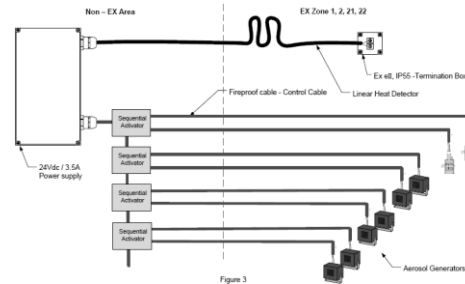 Non – EX Area
EX Zone 1, 2, 21, 22
Ex ell, IP55 -Termination Box
Linear Heat Detector
Fireproof cable - Control Cable
Sequential
Activator
24Vdc / 3.5A
Power supply
Sequential
Activator
Sequential
Activator
Sequential
Activator
Aerosol Generators
Figure 3